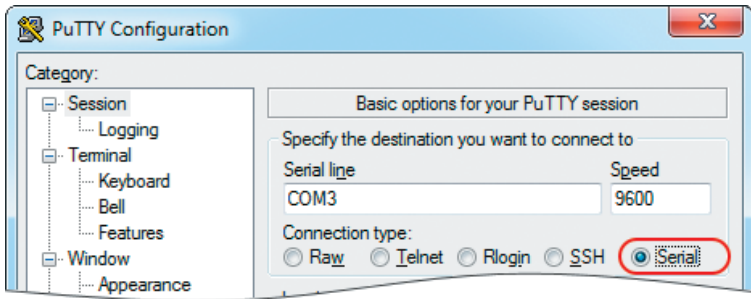 PuTTY Configuration
Category:
Session
Logging
Terminal
Keyboard
Bell
Features
Window
Appearance
Basic options for your PuTTY session
Specify the destination you want to connect to
Serial line Speed
COM3 9600
Connection type:
Raw Telnet Rlogin SSH Serial